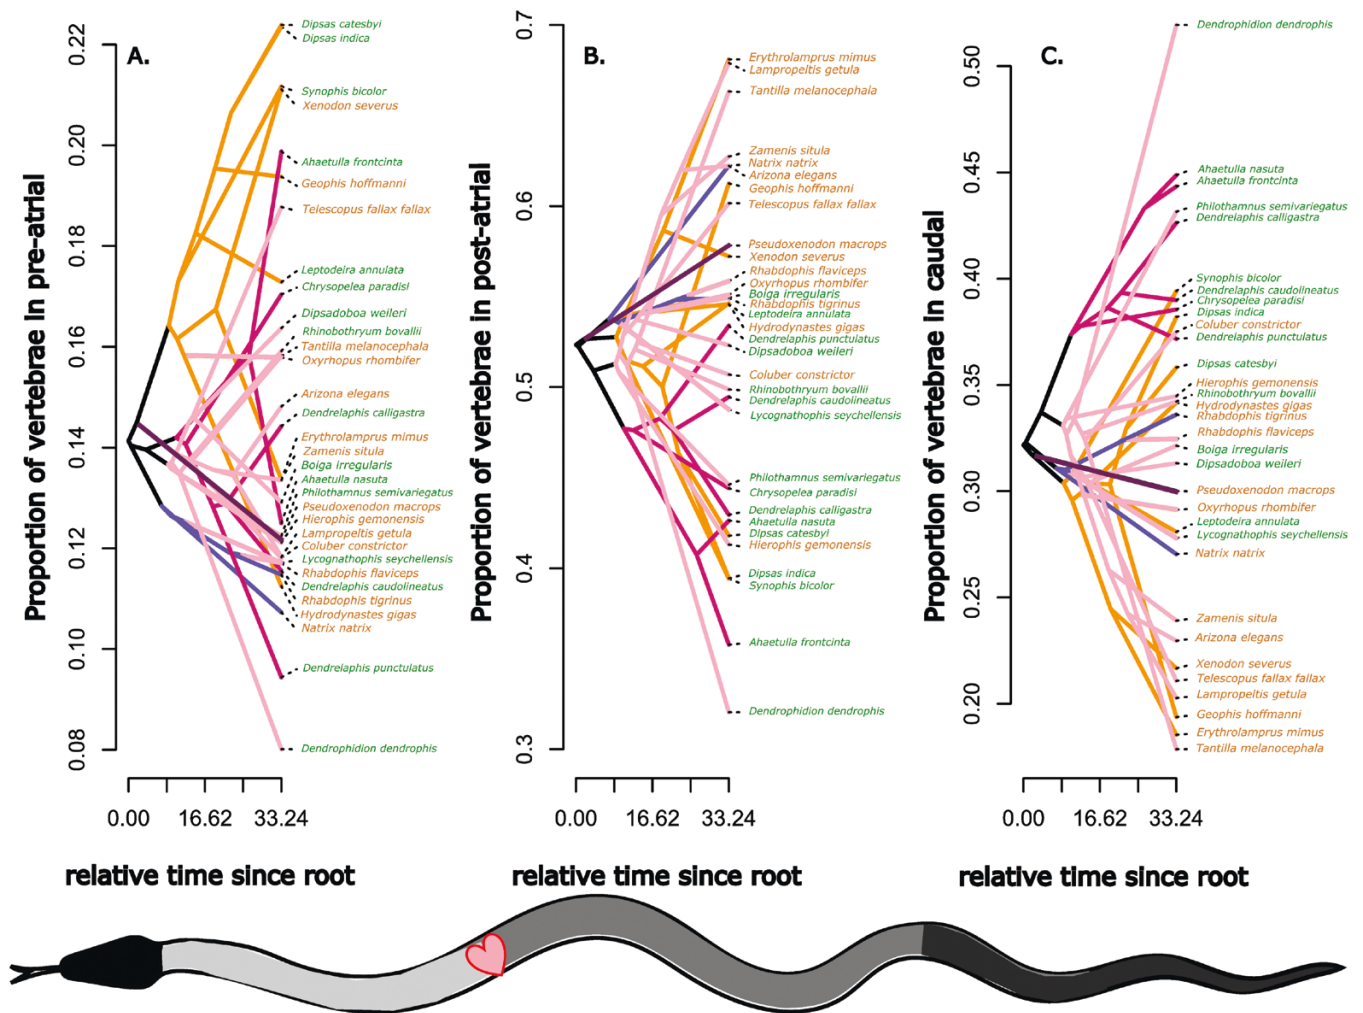 A.
Proportion of vertebrae in pre-atrial
0.22
0.20
0.18
0.16
0.14
0.12
0.10
0.08
Dipsas catesbyi
Dipsas indica
Synophis bicolor
Xenodon severus
Ahaetulla frontcinta
Geophis hoffmanni
Telescopus fallax fallax
Leptodeira annulata
Chrysopelea paradisi
Dipsadoboa weileri
Rhinobothryum bovallii
Tantilla melanocephala
Oxyrhopus rhombifer
Arizona elegans
Dendrelaphis calligastra
Erythrolamprus mimus
Zamenis situla
Boiga irregularis
Ahaetulla nasuta
Philothamnus semivariegatus
Pseudoxenodon macrops
Hierophis gemonensis
Lampropeltis getula
Coluber constrictor
Lycognathophis seychellensis
Rhabdophis flaviceps
Dendrelaphis caudolineatus
Rhabdophis tigrinus
Hydrodynastes gigas
Natrix natrix
Dendrelaphis punctulatus
Dendrophidion dendrophis
0.00 16.62 33.24
relative time since root
B.
Proportion of vertebrae in post-atrial
0.7
0.6
0.5
0.4
0.3
Erythrolamprus mimus
Lampropeltis getula
Tantilla melanocephala
Zamenis situla
Natrix natrix
Arizona elegans
Geophis hoffmanni
Telescopus fallax fallax
Pseudoxenodon macrops
Xenodon severus
Rhabdophis flaviceps
Oxyrhopus rhombifer
Boiga irregularis
Rhabdophis tigrinus
Leptodeira annulata
Hydrodynastes gigas
Dendrelaphis punctulatus
Dipsadoboa weileri
Coluber constrictor
Rhinobothryum bovallii
Dendrelaphis caudolineatus
Lycognathophis seychellensis
Philothamnus semivariegatus
Chrysopelea paradisi
Dendrelaphis calligastra
Ahaetulla nasuta
Dipsas catesbyi
Hierophis gemonensis
Dipsas indica
Synophis bicolor
Ahaetulla frontcinta
Dendrophidion dendrophis
0.00 16.62 33.24
relative time since root
C.
Proportion of vertebrae in caudal
0.50
0.45
0.40
0.35
0.30
0.25
0.20
Dendrophidion dendrophis
Ahaetulla nasuta
Ahaetulla frontcinta
Philothamnus semivariegatus
Dendrelaphis calligastra
Synophis bicolor
Dendrelaphis caudolineatus
Chrysopelea paradisi
Dipsas indica
Coluber constrictor
Dendrelaphis punctulatus
Dipsas catesbyi
Hierophis gemonensis
Rhinobothryum bovallii
Hydrodynastes gigas
Rhabdophis tigrinus
Rhabdophis flaviceps
Boiga irregularis
Dipsadoboa weileri
Pseudoxenodon macrops
Oxyrhopus rhombifer
Leptodeira annulata
Lycognathophis seychellensis
Natrix natrix
Zamenis situla
Arizona elegans
Xenodon severus
Telescopus fallax fallax
Lampropeltis getula
Geophis hoffmanni
Erythrolamprus mimus
Tantilla melanocephala
0.00 16.62 33.24
relative time since root